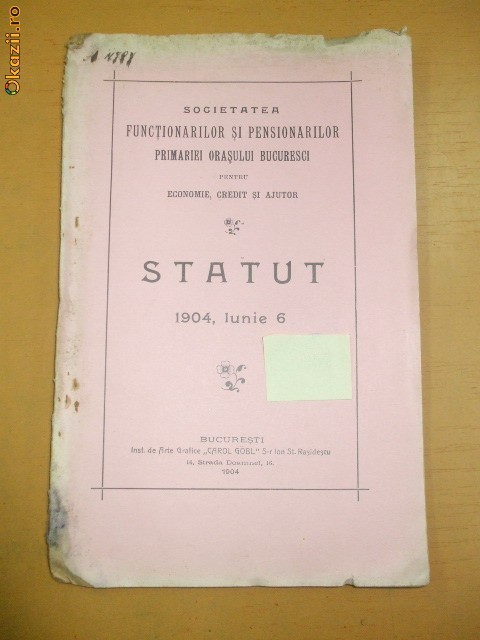 Okazii.ro
SOCIETATEA
FUNCȚIONARILOR ȘI PENSIONARILOR
PRIMARIEI ORAȘULUI BUCURESCI
PENTRU
ECONOMIE, CREDIT ȘI AJUTOR
STATUT
1904, Iunie 6
BUCUREȘTI
Inst. de Arte Grafice „CAROL GÖBL" S-r Ion St. Rasidescu
16, Strada Doamnei, 16
1904